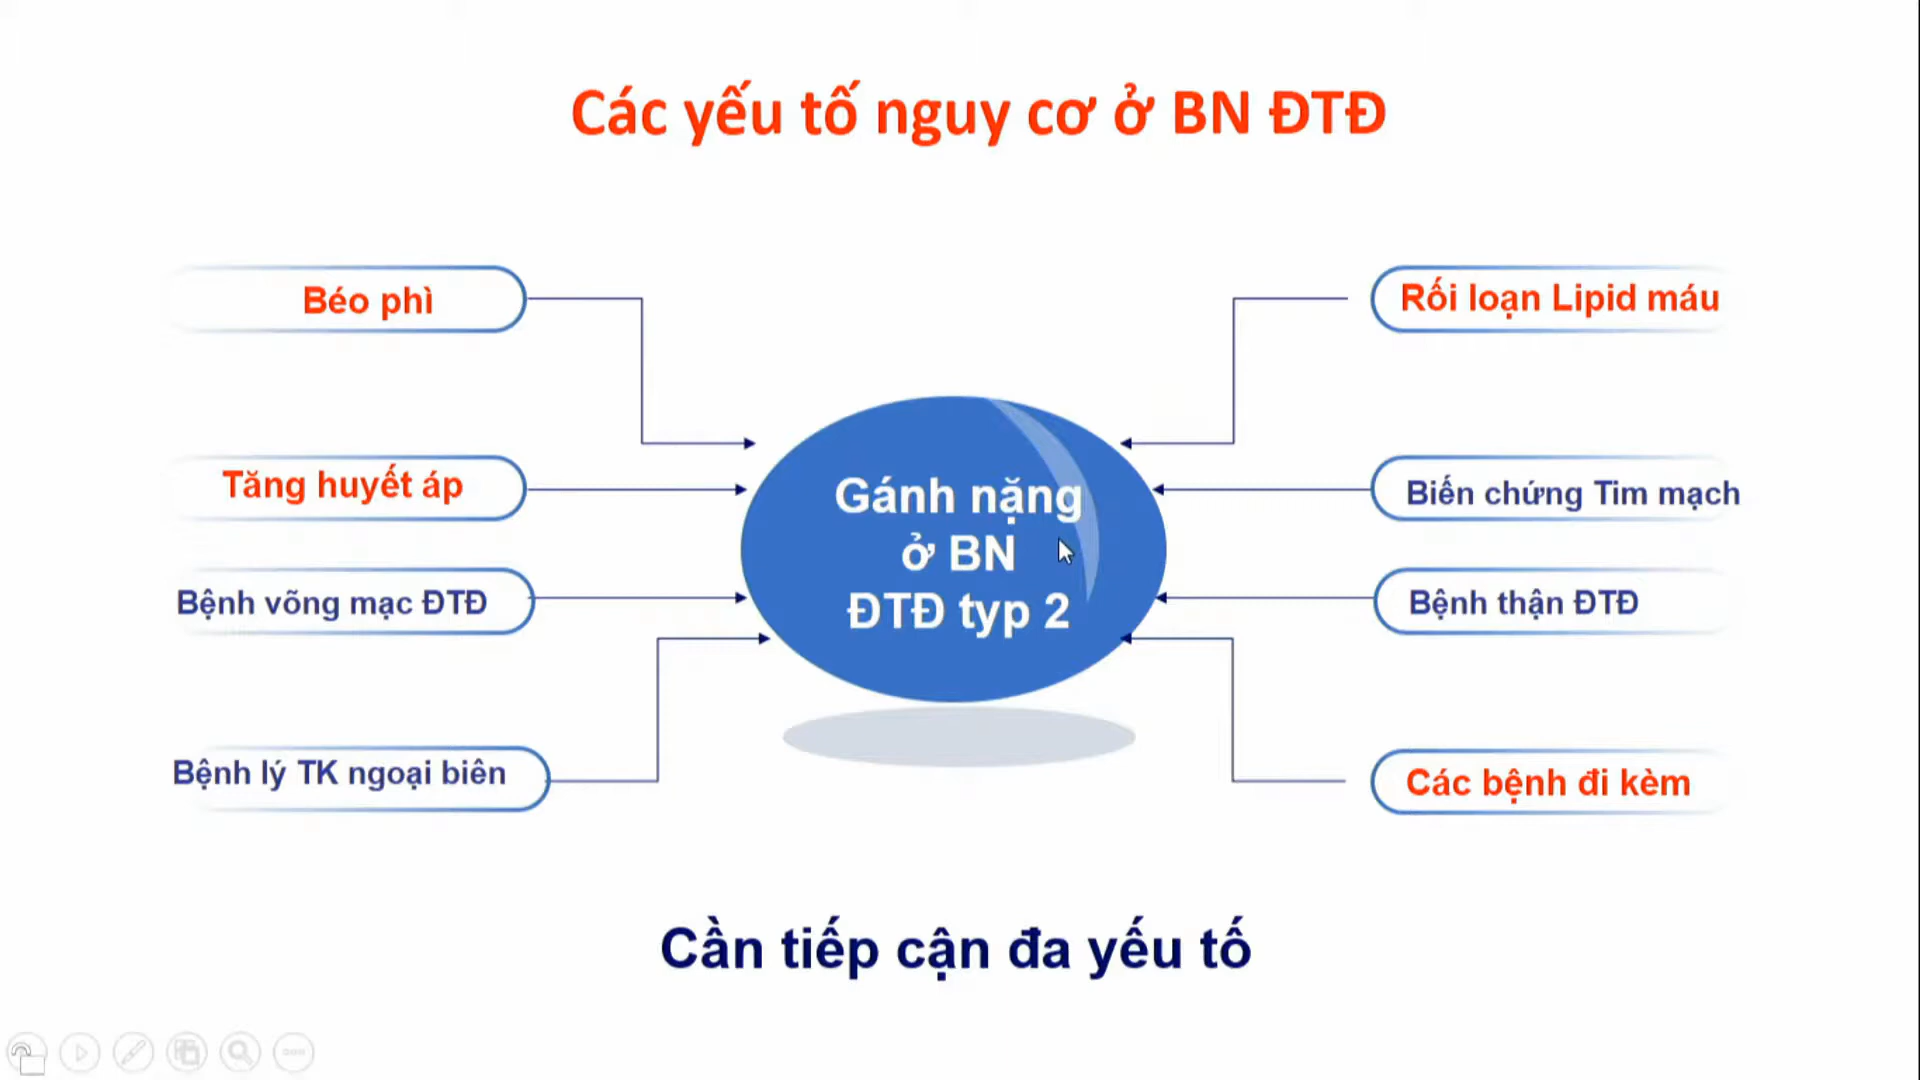 Các yếu tố nguy cơ ở BN ĐTĐ
Béo phì
Rối loạn Lipid máu
Tăng huyết áp
Biến chứng Tim mạch
Gánh nặng
ở BN
ĐTĐ typ 2
Bệnh võng mạc ĐTĐ
Bệnh thận ĐTĐ
Bệnh lý TK ngoại biên
Các bệnh đi kèm
Cần tiếp cận đa yếu tố